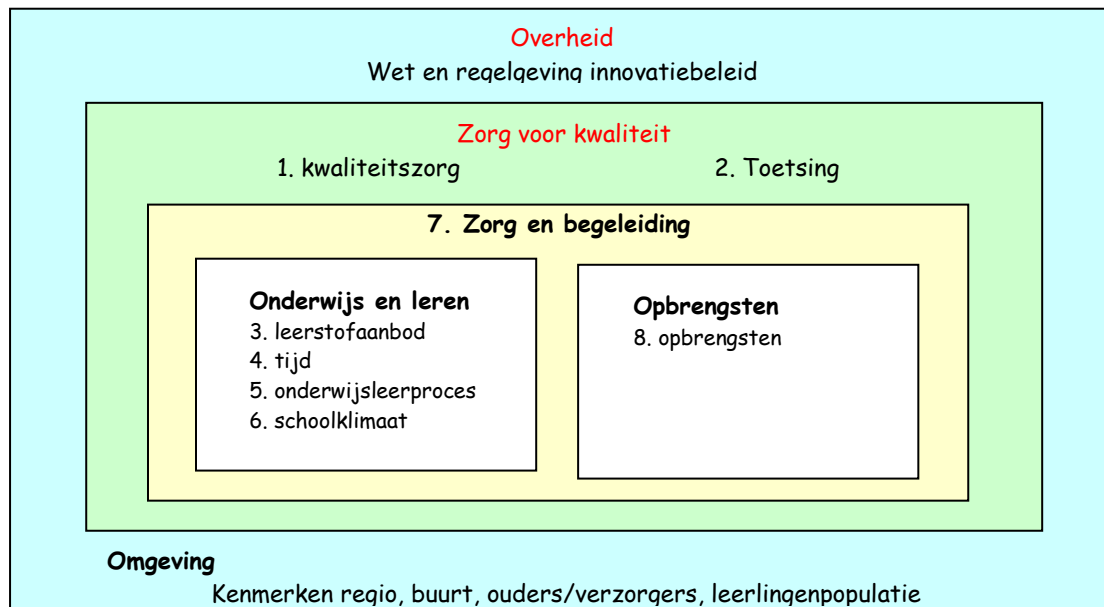 Overheid
Wet en regelgeving innovatiebeleid
Zorg voor kwaliteit
1. kwaliteitszorg
2. Toetsing
7. Zorg en begeleiding
Onderwijs en leren
3. leerstofaanbod
4. tijd
5. onderwijsleerproces
6. schoolklimaat
Opbrengsten
8. opbrengsten
Omgeving
Kenmerken regio, buurt, ouders/verzorgers, leerlingenpopulatie